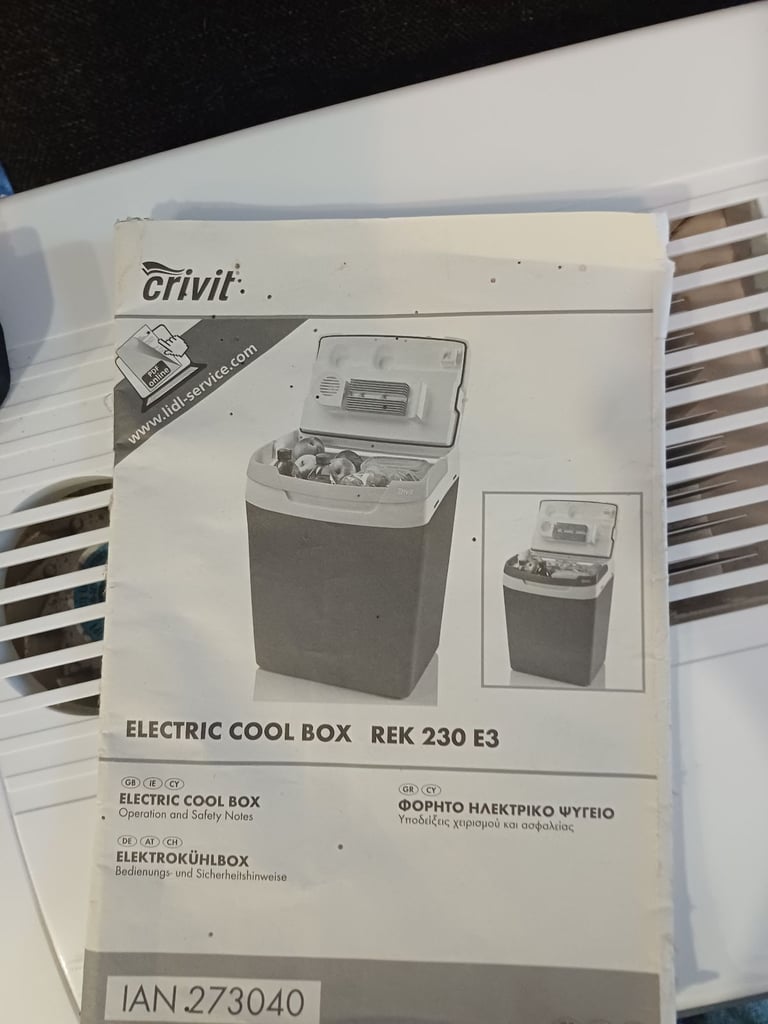 crivit
PDF
online
www.lidl-service.com
ELECTRIC COOL BOX REK 230 E3
GB IE CY
ELECTRIC COOL BOX
Operation and Safety Notes
DE AT CH
ELEKTROKÜHLBOX
Bedienungs- und Sicherheitshinweise
GR CY
ΦΟΡΗΤΟ ΗΛΕΚΤΡΙΚΟ ΨΥΓΕΙΟ
Υποδείξεις χειρισμού και ασφαλείας
IAN 273040